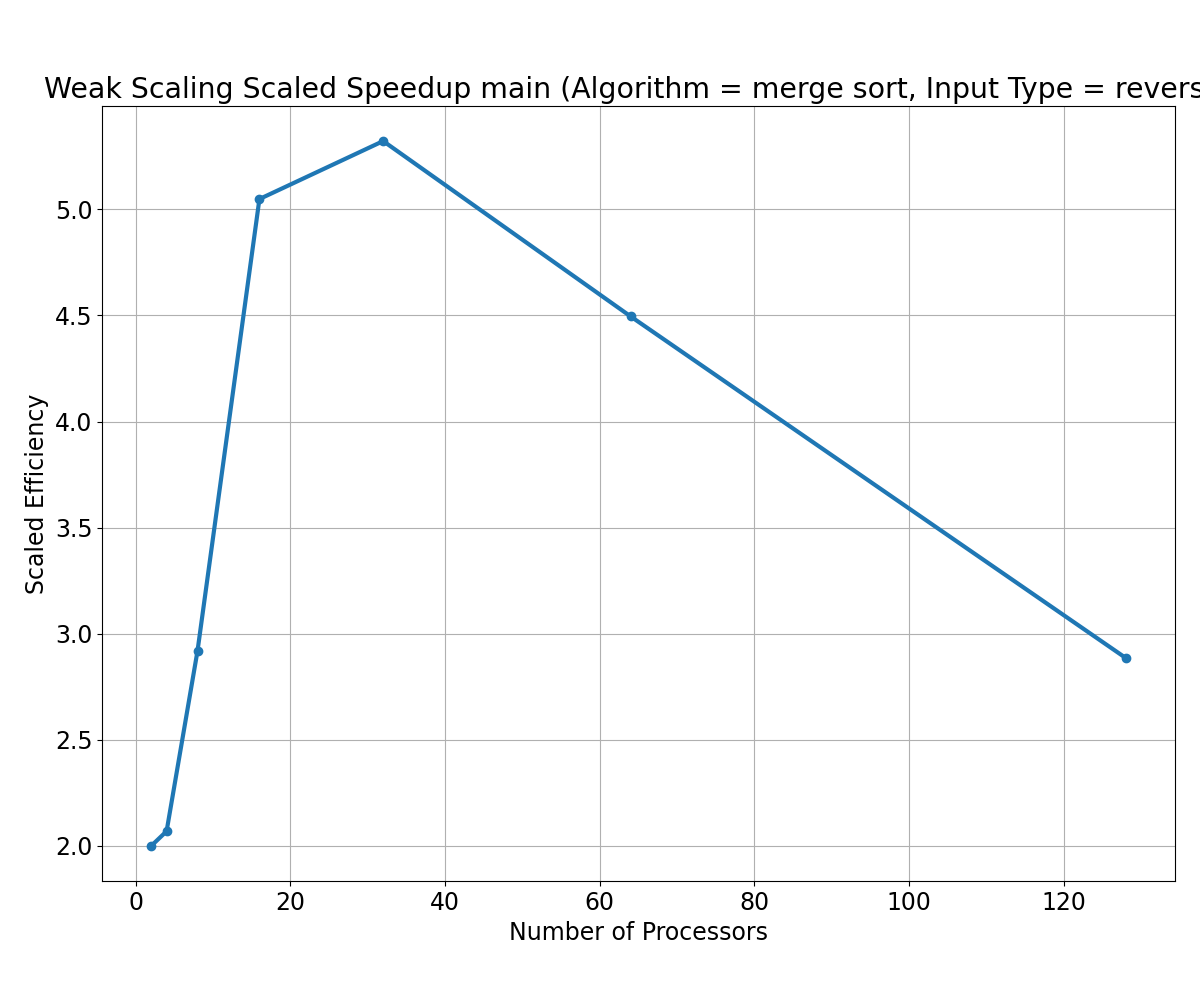 Weak Scaling Scaled Speedup main (Algorithm = merge sort, Input Type = revers
5.0
4.5
4.0
3.5
3.0
2.5
2.0
Scaled Efficiency
0 20 40 60 80 100 120
Number of Processors